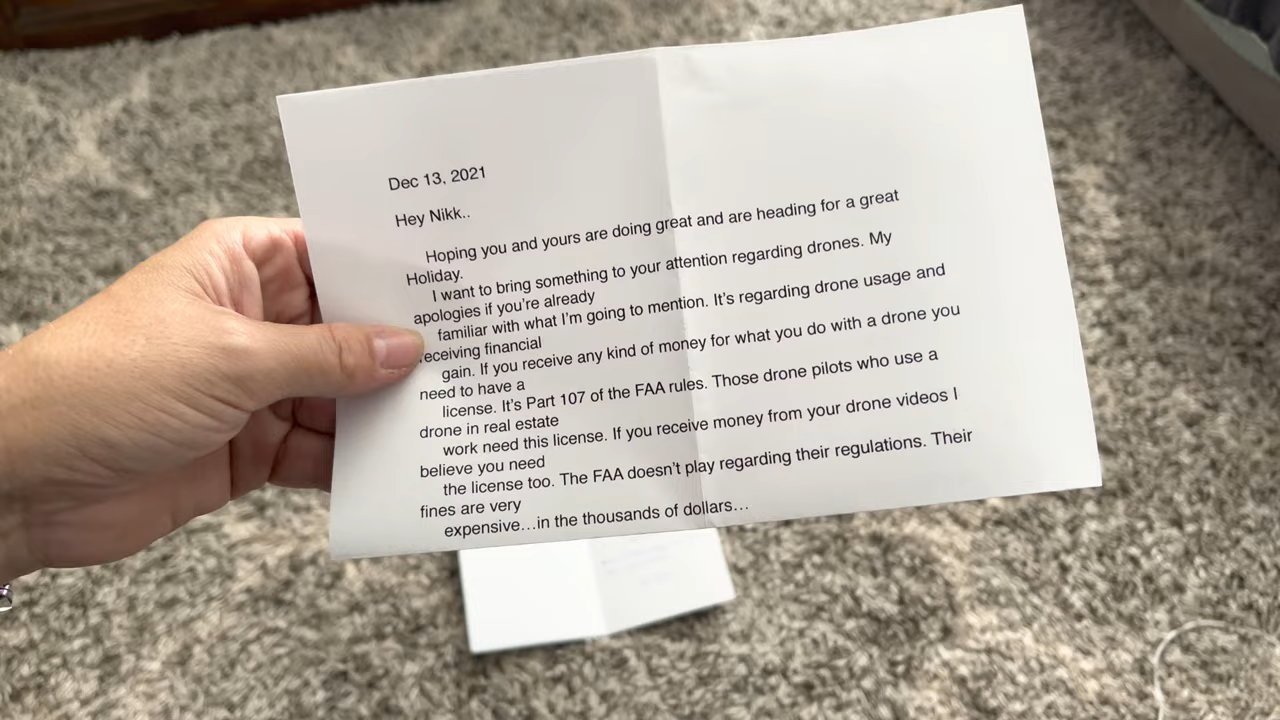 Dec 13, 2021
Hey Nikk..
Hoping you and yours are doing great and are heading for a great
Holiday.
I want to bring something to your attention regarding drones. My
apologies if you're already
familiar with what I'm going to mention. It's regarding drone usage and
receiving financial
gain. If you receive any kind of money for what you do with a drone you
need to have a
license. It's Part 107 of the FAA rules. Those drone pilots who use a
drone in real estate
work need this license. If you receive money from your drone videos I
believe you need
the license too. The FAA doesn't play regarding their regulations. Their
fines are very
expensive...in the thousands of dollars...